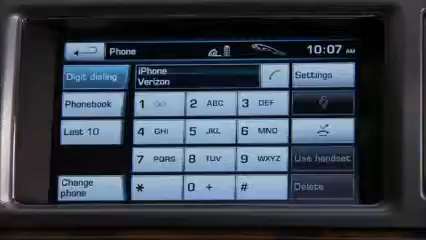 Phone
10:07 AM
Digit dialing
iPhone
Verizon
Settings
Phonebook
1
2 ABC
3 DEF
Last 10
4 GHI
5 JKL
6 MNO
7 PQRS
8 TUV
9 WXYZ
Use handset
Change
phone
*
0 +
#
Delete